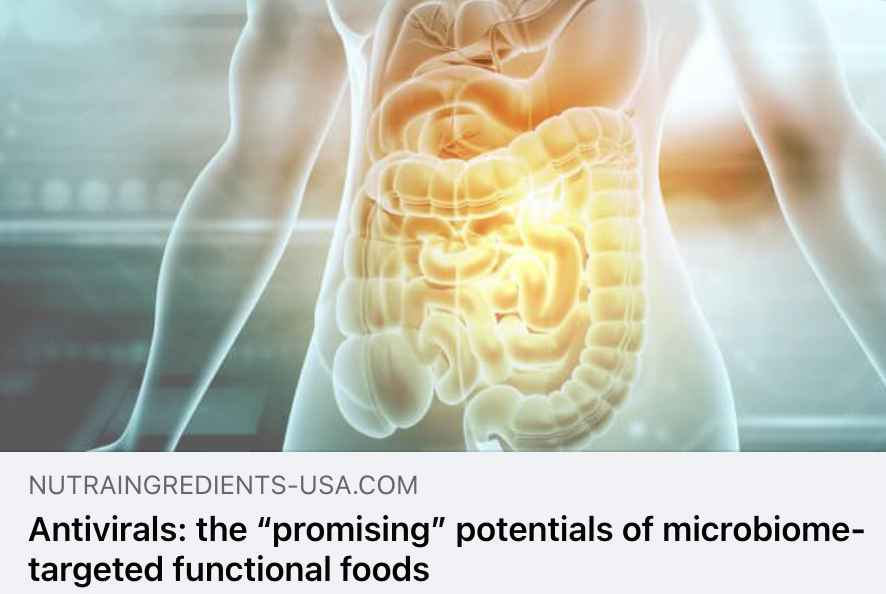 NUTRAINGREDIENTS-USA.COM
Antivirals: the “promising” potentials of microbiome-
targeted functional foods